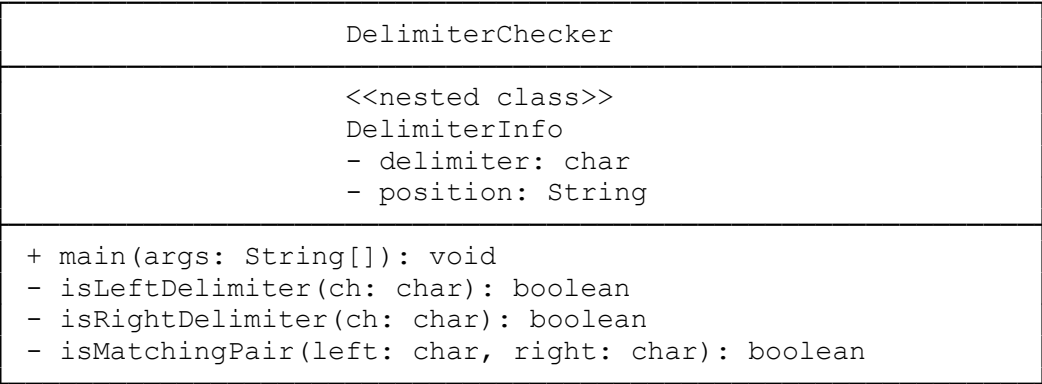 DelimiterChecker
<<nested class>>
DelimiterInfo
- delimiter: char
- position: String
+ main(args: String[]): void
- isLeftDelimiter(ch: char): boolean
- isRightDelimiter(ch: char): boolean
- isMatchingPair(left: char, right: char): boolean